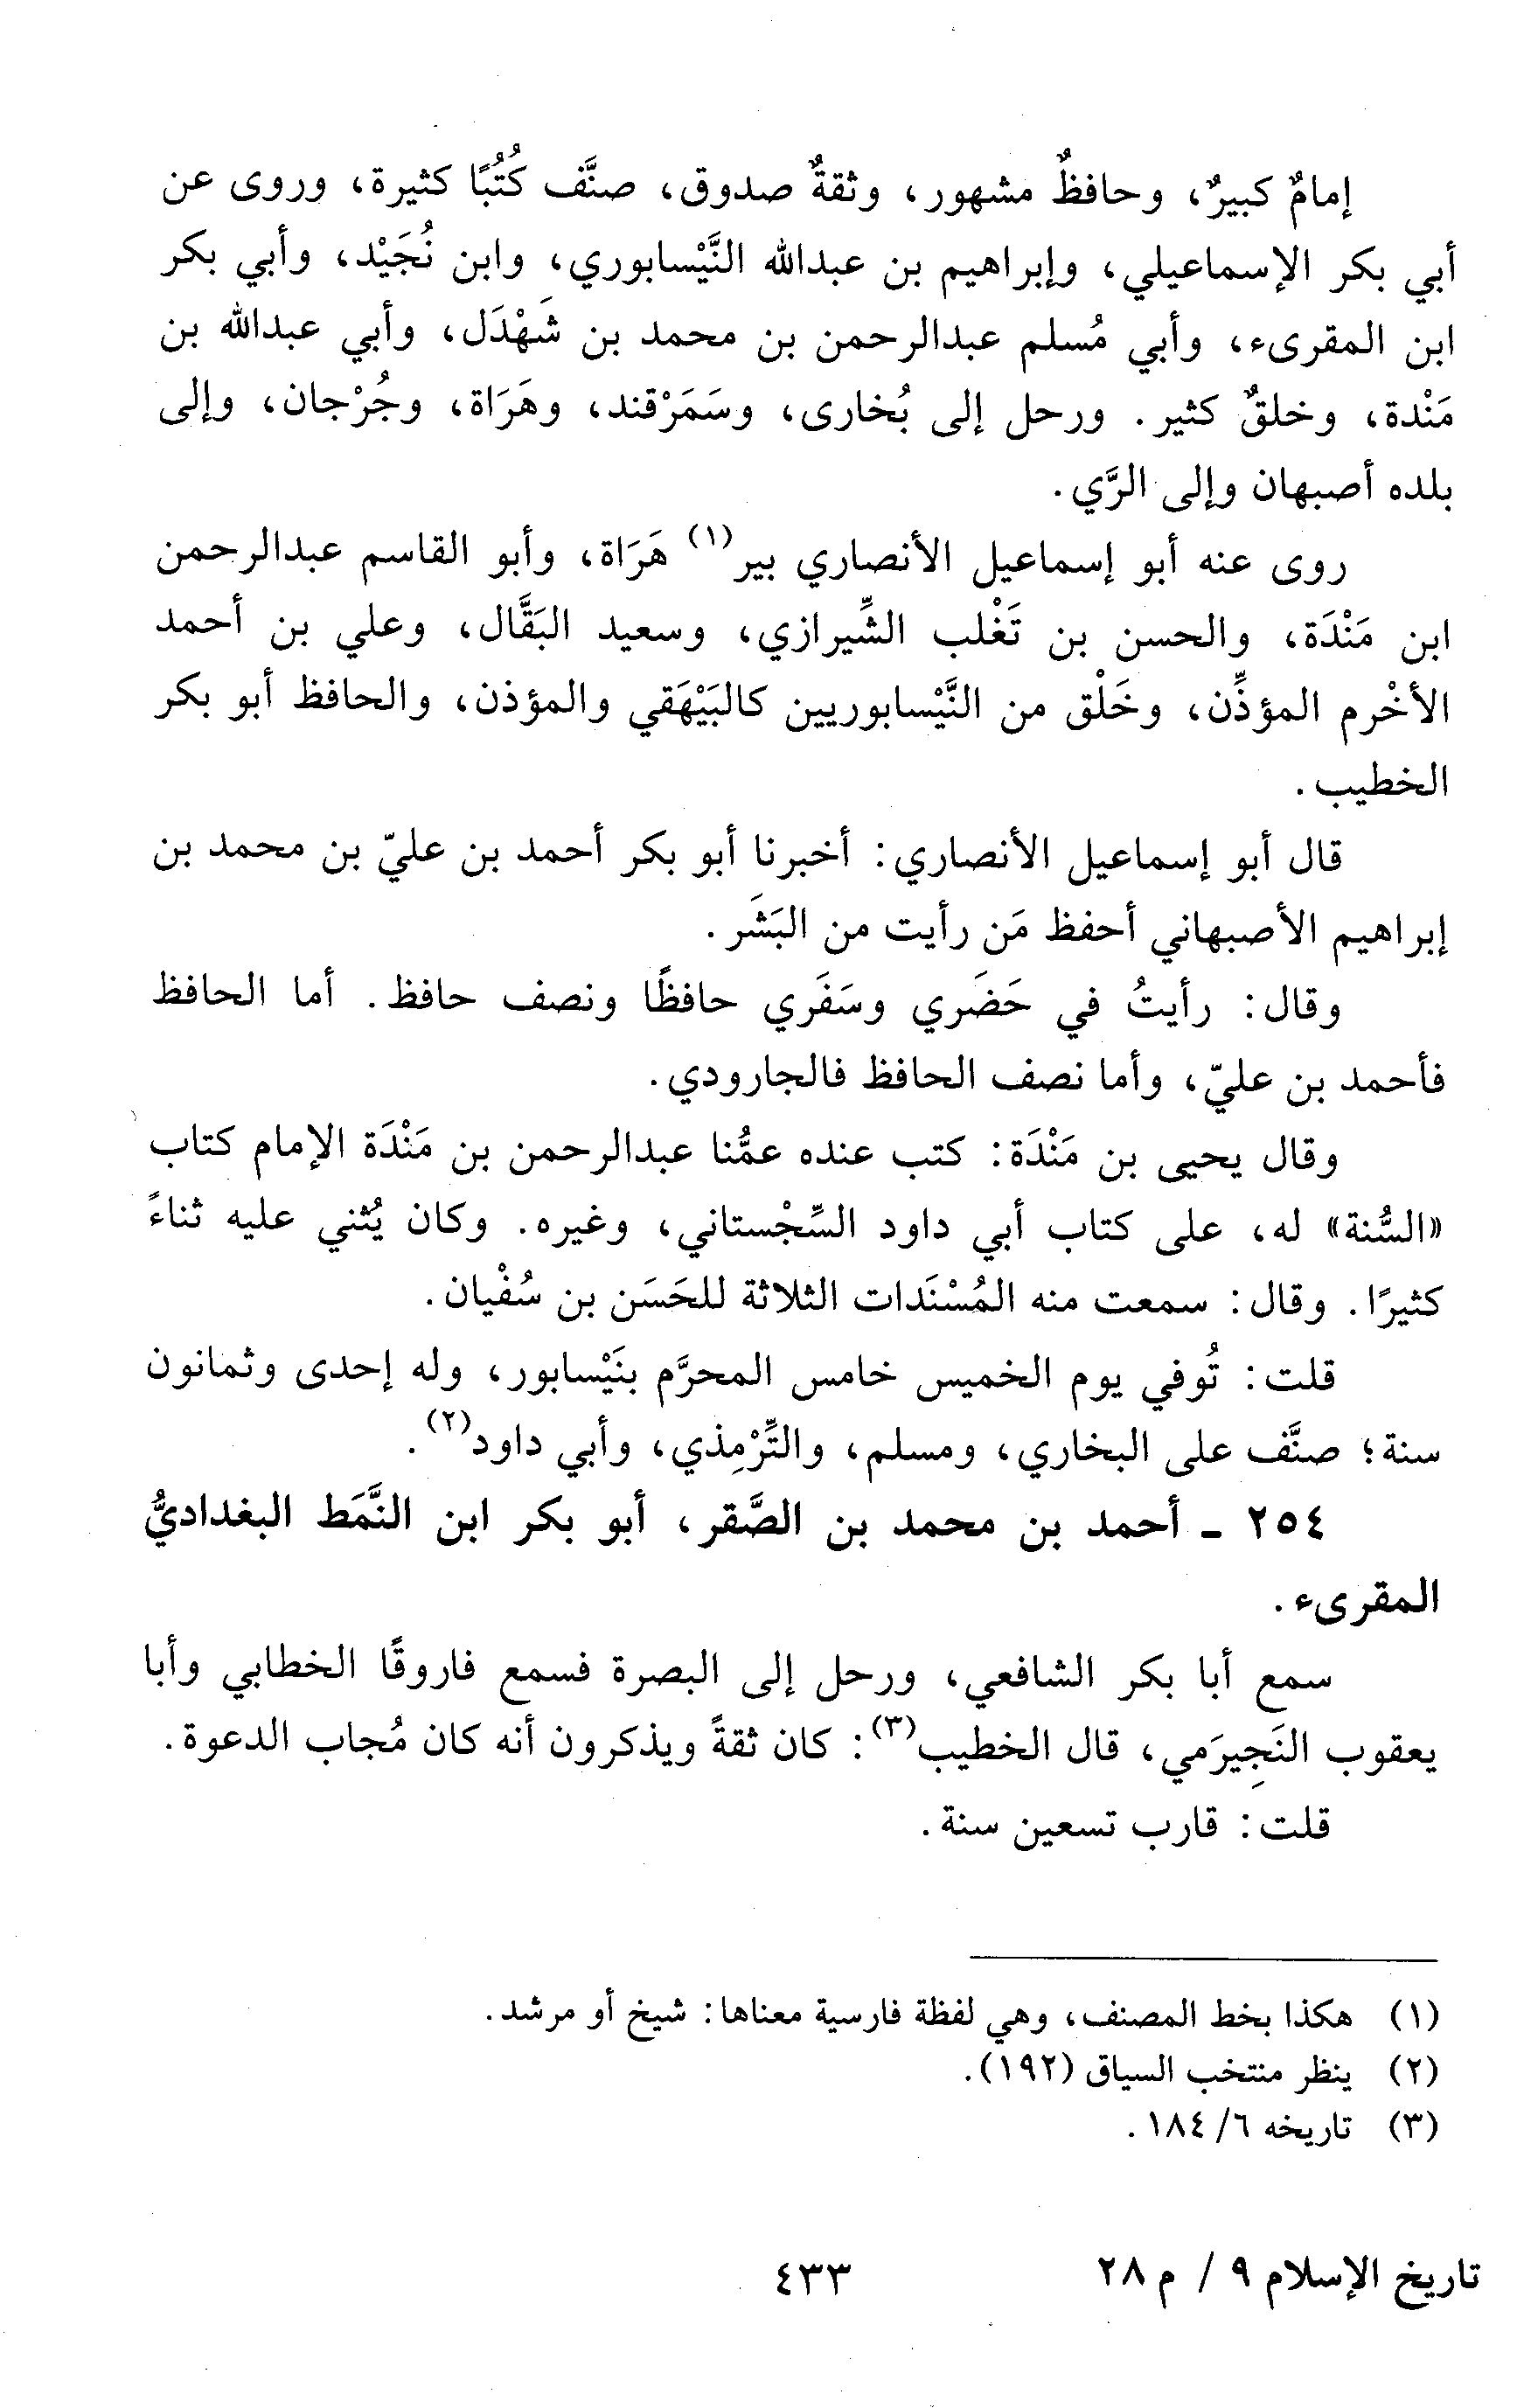 إمامٌ كبيرٌ، وحافظٌ مشهور، وثقةٌ صدوق، صنَّف كُتُبًا كثيرة، وروى عن
أبي بكر الإسماعيلي، وإبراهيم بن عبدالله النَّيْسابوري، وابن نُجَيْد، وأبي بكر
ابن المقرىء، وأبي مُسلم عبدالرحمن بن محمد بن شَهْدَل، وأبي عبدالله بن
مَنْدة، وخلقٌ كثير. ورحل إلى بُخارى، وسَمَرْقند، وهَرَاة، وجُرْجان، وإلى
بلده أصبهان وإلى الرَّي.
روى عنه أبو إسماعيل الأنصاري بير(١) هَرَاة، وأبو القاسم عبدالرحمن
ابن مَنْدَة، والحسن بن تَغْلب الشِّيرازي، وسعيد البَقَّال، وعلي بن أحمد
الأخْرم المؤذِّن، وخَلْق من النَّيْسابوريين كالبَيْهَقي والمؤذن، والحافظ أبو بكر
الخطيب.
قال أبو إسماعيل الأنصاري: أخبرنا أبو بكر أحمد بن عليّ بن محمد بن
إبراهيم الأصبهاني أحفظ مَن رأيت من البَشَر.
وقال: رأيتُ في حَضَري وسَفَري حافظًا ونصف حافظ. أما الحافظ
فأحمد بن عليّ، وأما نصف الحافظ فالجارودي.
وقال يحيى بن مَنْدَة: كتب عنده عمُّنا عبدالرحمن بن مَنْدَة الإمام كتاب
«السُّنة» له، على كتاب أبي داود السِّجْستاني، وغيره. وكان يُثني عليه ثناءً
كثيرًا. وقال: سمعت منه المُسْنَدات الثلاثة للحَسَن بن سُفْيان.
قلت: تُوفي يوم الخميس خامس المحرَّم بنَيْسابور، وله إحدى وثمانون
سنة؛ صنَّف على البخاري، ومسلم، والتِّرْمِذي، وأبي داود(٢).
٢٥٤ - أحمد بن محمد بن الصَّقر، أبو بكر ابن النَّمَط البغداديُّ
المقرىء.
سمع أبا بكر الشافعي، ورحل إلى البصرة فسمع فاروقًا الخطابي وأبا
يعقوب النَجِيرَمي، قال الخطيب(٣): كان ثقةً ويذكرون أنه كان مُجاب الدعوة.
قلت: قارب تسعين سنة.
(١) هكذا بخط المصنف، وهي لفظة فارسية معناها: شيخ أو مرشد.
(٢) ينظر منتخب السياق (١٩٢).
(٣) تاريخه ٦/ ١٨٤.
تاريخ الإسلام ٩ / م ٢٨
٤٣٣